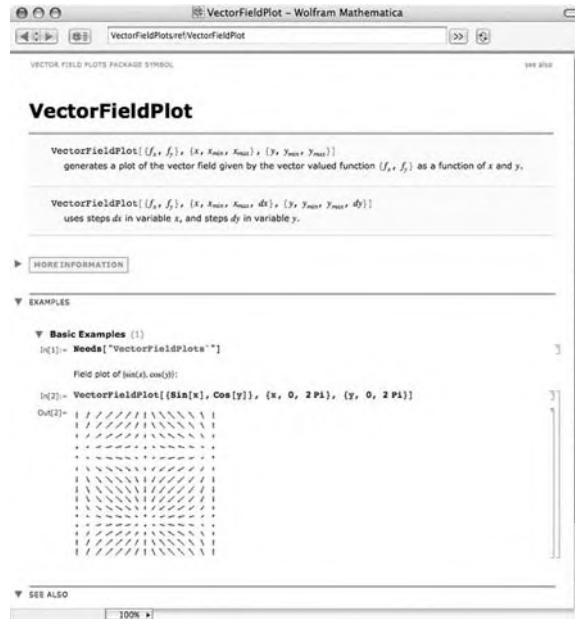 VectorFieldPlot – Wolfram Mathematica
VectorFieldPlots/ref/VectorFieldPlot
>>
VECTOR FIELD PLOTS PACKAGE SYMBOL see also
VectorFieldPlot
VectorFieldPlot[{fx, fy}, {x, xmin, xmax}, {y, ymin, ymax}]
generates a plot of the vector field given by the vector valued function {fx, fy} as a function of x and y.
VectorFieldPlot[{fx, fy}, {x, xmin, xmax, dx}, {y, ymin, ymax, dy}]
uses steps dx in variable x, and steps dy in variable y.
MORE INFORMATION
EXAMPLES
Basic Examples (1)
In[1]:= Needs["VectorFieldPlots`"]
Field plot of {sin(x), cos(y)}:
In[2]:= VectorFieldPlot[{Sin[x], Cos[y]}, {x, 0, 2 Pi}, {y, 0, 2 Pi}]
Out[2]=
SEE ALSO
100%